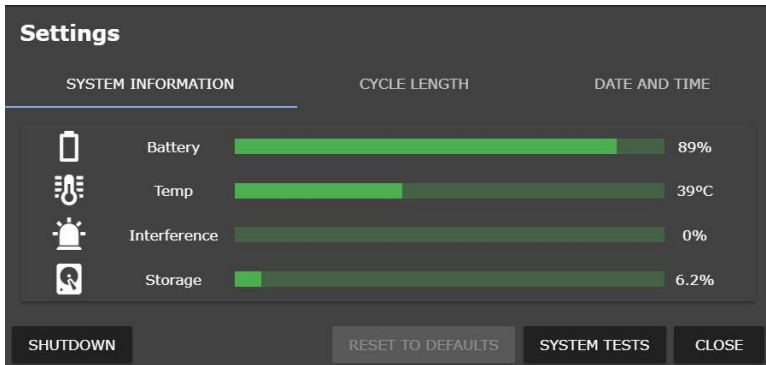 Settings
SYSTEM INFORMATION CYCLE LENGTH DATE AND TIME
Battery 89%
Temp 39ºC
Interference 0%
Storage 6.2%
SHUTDOWN RESET TO DEFAULTS SYSTEM TESTS CLOSE